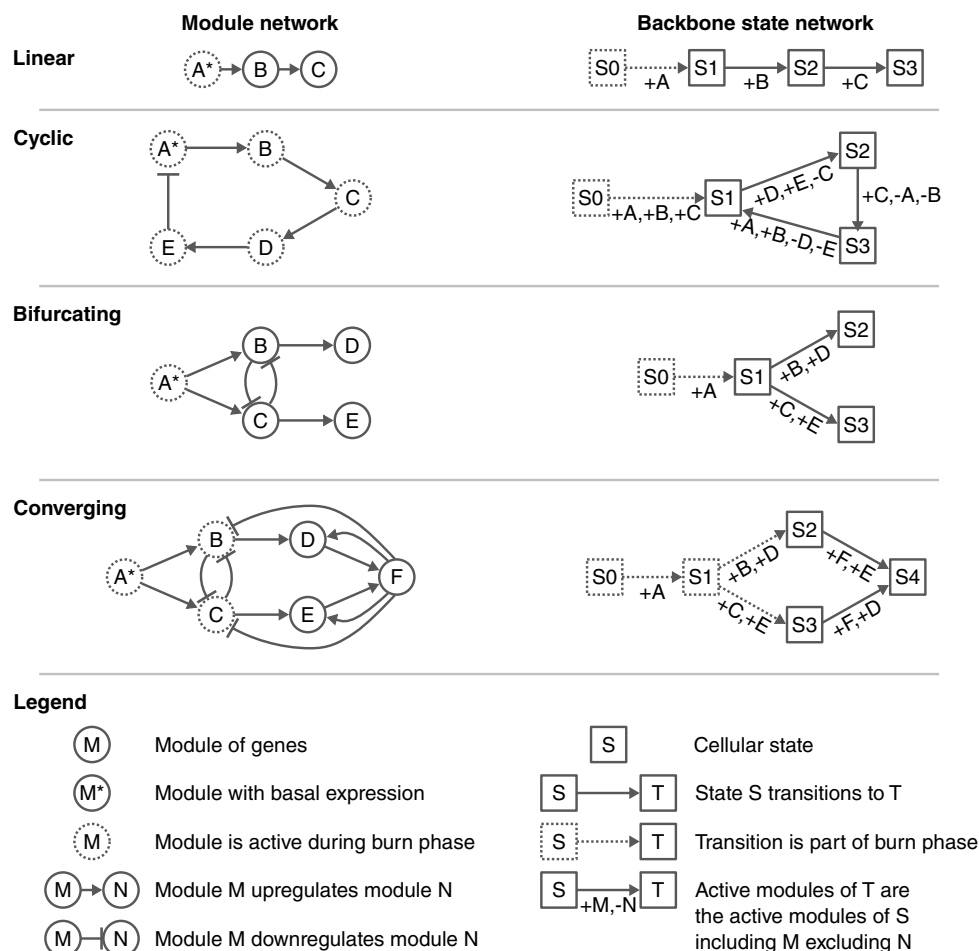 Module network
Backbone state network
Linear
A*
B
C
S0
+A
S1
+B
S2
+C
S3
Cyclic
A*
B
C
D
E
S0
+A,+B,+C
S1
+D,+E,-C
S2
+C,-A,-B
S3
+A,+B,-D,-E
Bifurcating
A*
B
D
C
E
S0
+A
S1
+B,+D
S2
+C,+E
S3
Converging
A*
B
D
F
C
E
S0
+A
S1
+B,+D
S2
+F,+E
S4
+C,+E
S3
+F,+D
Legend
M
Module of genes
M*
Module with basal expression
M
Module is active during burn phase
M
N
Module M upregulates module N
M
N
Module M downregulates module N
S
Cellular state
S
T
State S transitions to T
S
T
Transition is part of burn phase
S
+M,-N
T
Active modules of T are
the active modules of S
including M excluding N